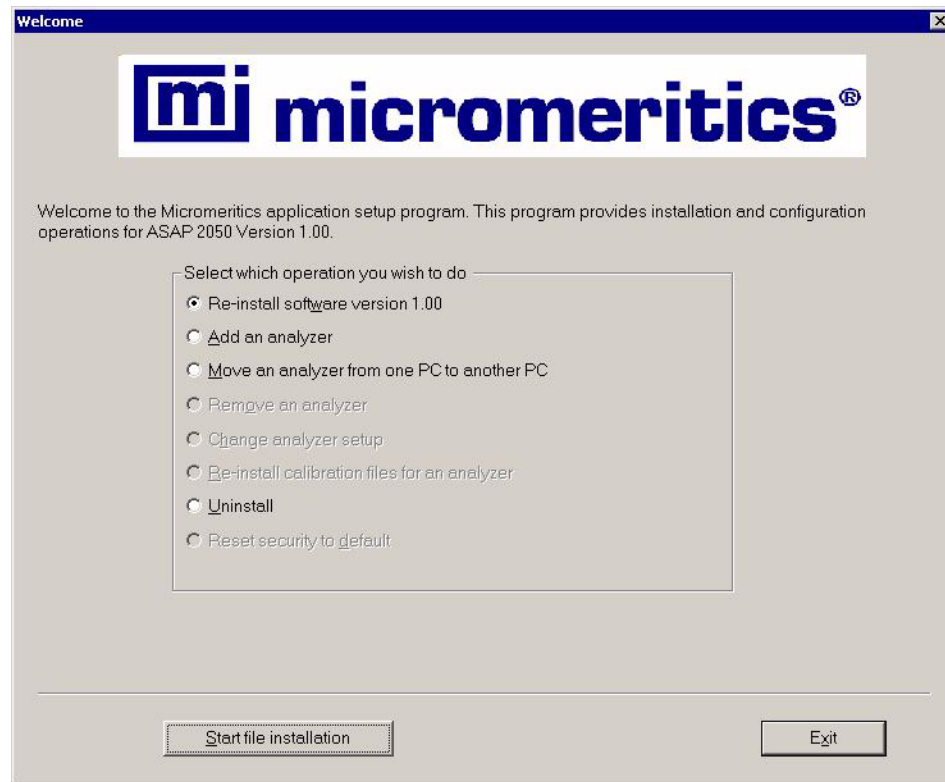 Welcome
mi micromeritics®
Welcome to the Micromeritics application setup program. This program provides installation and configuration
operations for ASAP 2050 Version 1.00.
Select which operation you wish to do
Re-install software version 1.00
Add an analyzer
Move an analyzer from one PC to another PC
Remove an analyzer
Change analyzer setup
Re-install calibration files for an analyzer
Uninstall
Reset security to default
Start file installation
Exit